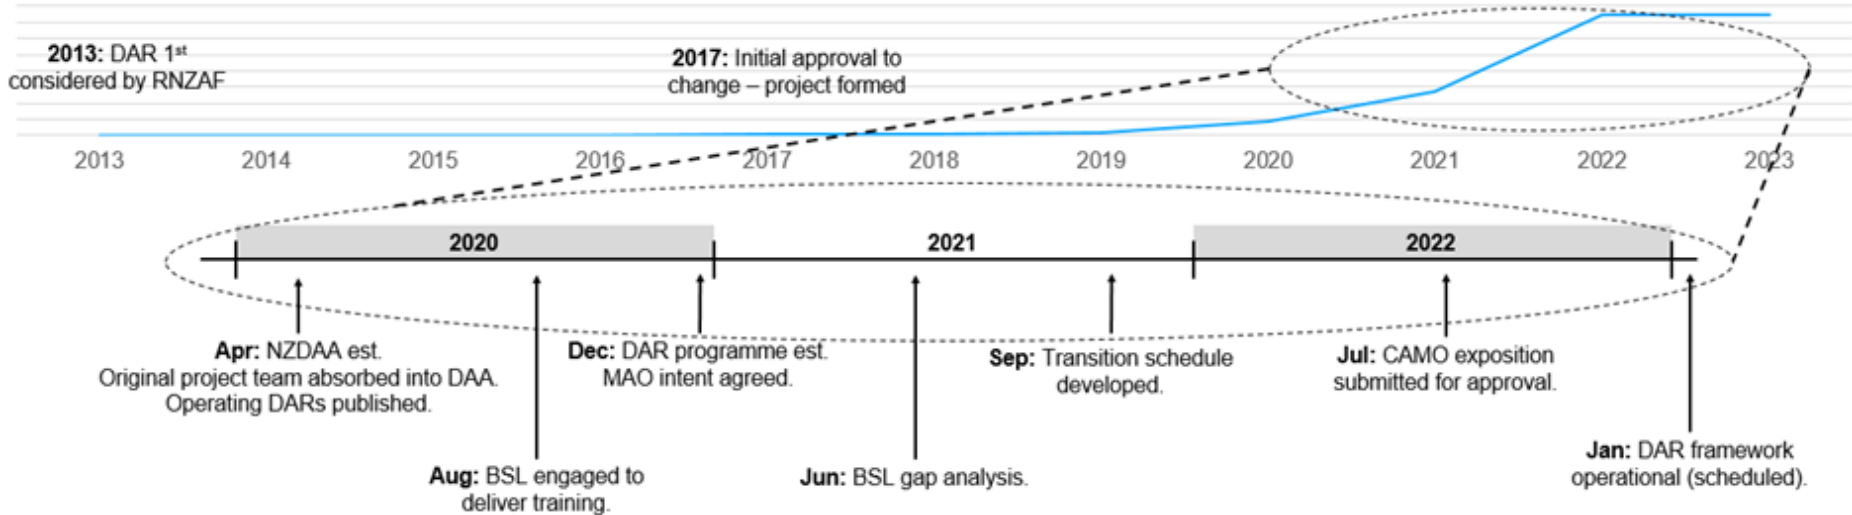 2013: DAR 1st
considered by RNZAF
2017: Initial approval to
change – project formed
2013 2014 2015 2016 2017 2018 2019 2020 2021 2022 2023
2020 2021 2022
Apr: NZDAA est.
Original project team absorbed into DAA.
Operating DARs published.
Aug: BSL engaged to
deliver training.
Dec: DAR programme est.
MAO intent agreed.
Jun: BSL gap analysis.
Sep: Transition schedule
developed.
Jul: CAMO exposition
submitted for approval.
Jan: DAR framework
operational (scheduled).